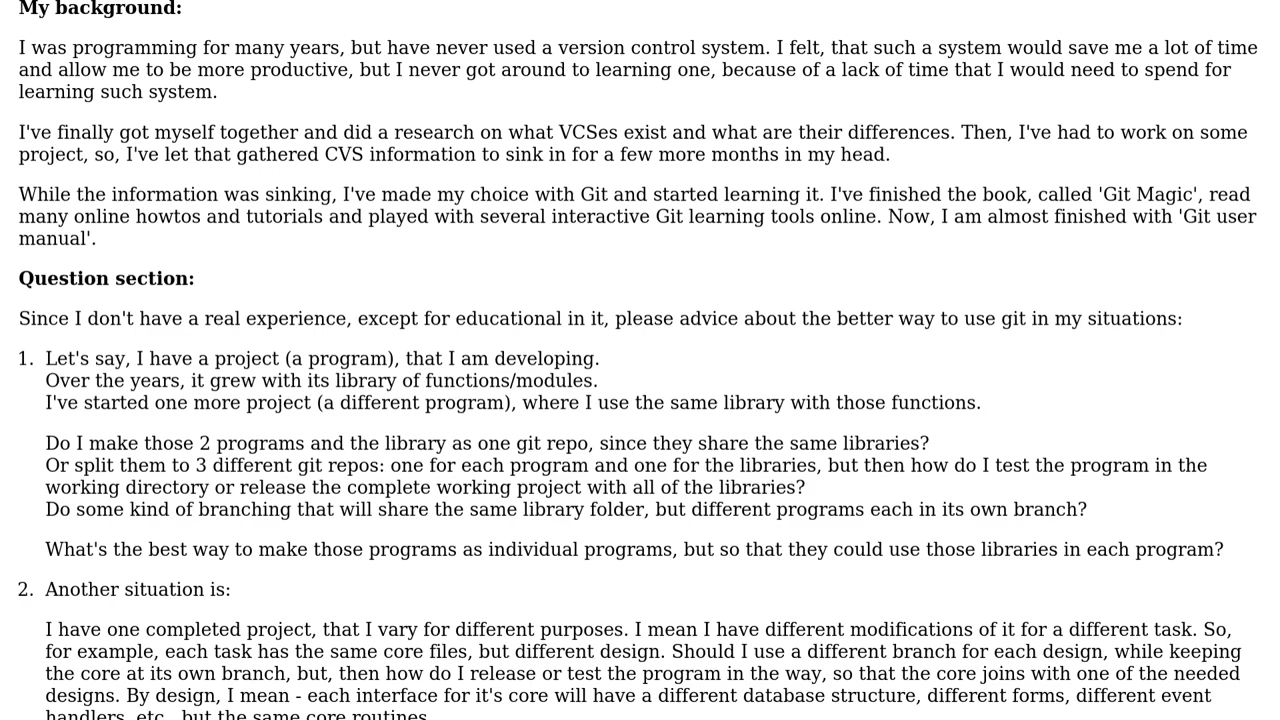 My background:
I was programming for many years, but have never used a version control system. I felt, that such a system would save me a lot of time
and allow me to be more productive, but I never got around to learning one, because of a lack of time that I would need to spend for
learning such system.
I've finally got myself together and did a research on what VCSes exist and what are their differences. Then, I've had to work on some
project, so, I've let that gathered CVS information to sink in for a few more months in my head.
While the information was sinking, I've made my choice with Git and started learning it. I've finished the book, called 'Git Magic', read
many online howtos and tutorials and played with several interactive Git learning tools online. Now, I am almost finished with 'Git user
manual'.
Question section:
Since I don't have a real experience, except for educational in it, please advice about the better way to use git in my situations:
1. Let's say, I have a project (a program), that I am developing.
Over the years, it grew with its library of functions/modules.
I've started one more project (a different program), where I use the same library with those functions.
Do I make those 2 programs and the library as one git repo, since they share the same libraries?
Or split them to 3 different git repos: one for each program and one for the libraries, but then how do I test the program in the
working directory or release the complete working project with all of the libraries?
Do some kind of branching that will share the same library folder, but different programs each in its own branch?
What's the best way to make those programs as individual programs, but so that they could use those libraries in each program?
2. Another situation is:
I have one completed project, that I vary for different purposes. I mean I have different modifications of it for a different task. So,
for example, each task has the same core files, but different design. Should I use a different branch for each design, while keeping
the core at its own branch, but, then how do I release or test the program in the way, so that the core joins with one of the needed
designs. By design, I mean - each interface for it's core will have a different database structure, different forms, different event
handlers, etc., but the same core routines.